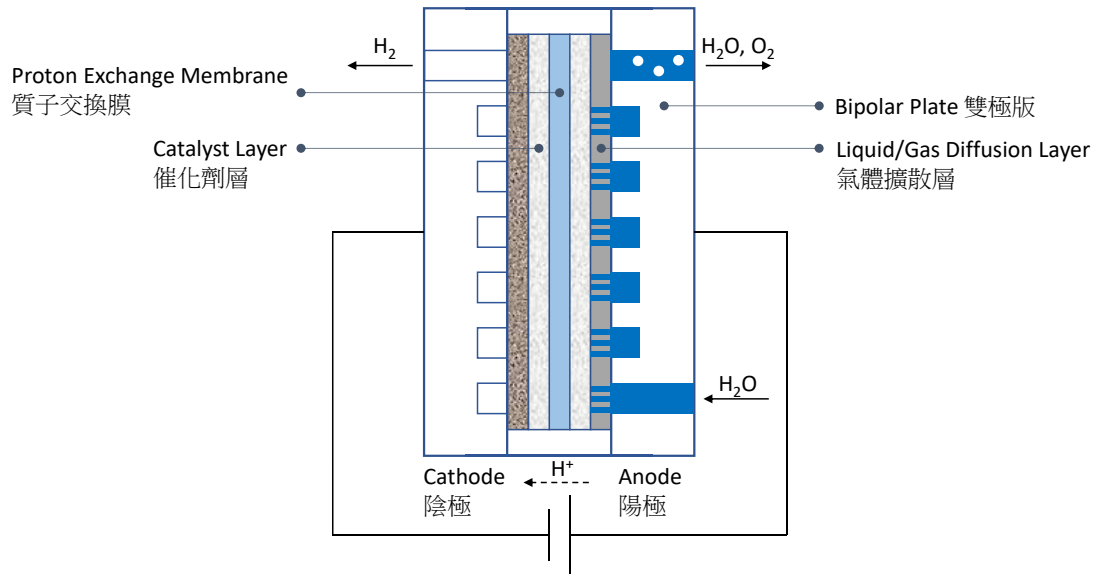 H₂
H₂O, O₂
Proton Exchange Membrane
質子交換膜
Bipolar Plate 雙極版
Catalyst Layer
催化劑層
Liquid/Gas Diffusion Layer
氣體擴散層
H₂O
Cathode
陰極
H⁺
Anode
陽極